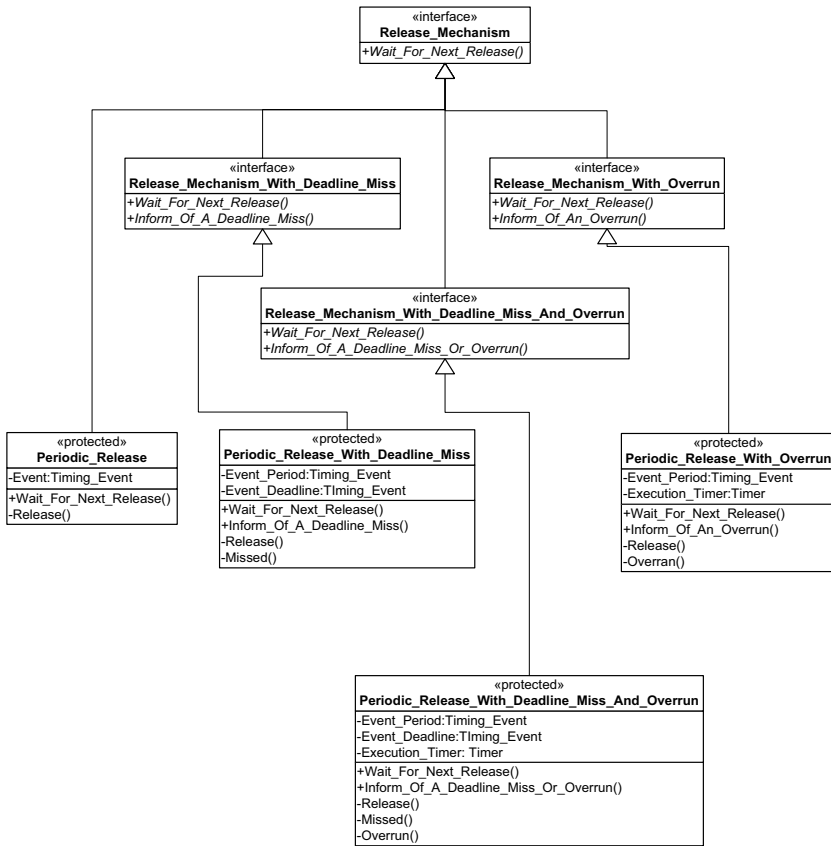 «interface»
Release_Mechanism
+Wait_For_Next_Release()
«interface»
Release_Mechanism_With_Deadline_Miss
+Wait_For_Next_Release()
+Inform_Of_A_Deadline_Miss()
«interface»
Release_Mechanism_With_Overrun
+Wait_For_Next_Release()
+Inform_Of_An_Overrun()
«interface»
Release_Mechanism_With_Deadline_Miss_And_Overrun
+Wait_For_Next_Release()
+Inform_Of_A_Deadline_Miss_Or_Overrun()
«protected»
Periodic_Release
-Event:Timing_Event
+Wait_For_Next_Release()
-Release()
«protected»
Periodic_Release_With_Deadline_Miss
-Event_Period:Timing_Event
-Event_Deadline:TIming_Event
+Wait_For_Next_Release()
+Inform_Of_A_Deadline_Miss()
-Release()
-Missed()
«protected»
Periodic_Release_With_Overrun
-Event_Period:Timing_Event
-Execution_Timer:Timer
+Wait_For_Next_Release()
+Inform_Of_An_Overrun()
-Release()
-Overran()
«protected»
Periodic_Release_With_Deadline_Miss_And_Overrun
-Event_Period:Timing_Event
-Event_Deadline:TIming_Event
-Execution_Timer: Timer
+Wait_For_Next_Release()
+Inform_Of_A_Deadline_Miss_Or_Overrun()
-Release()
-Missed()
-Overrun()